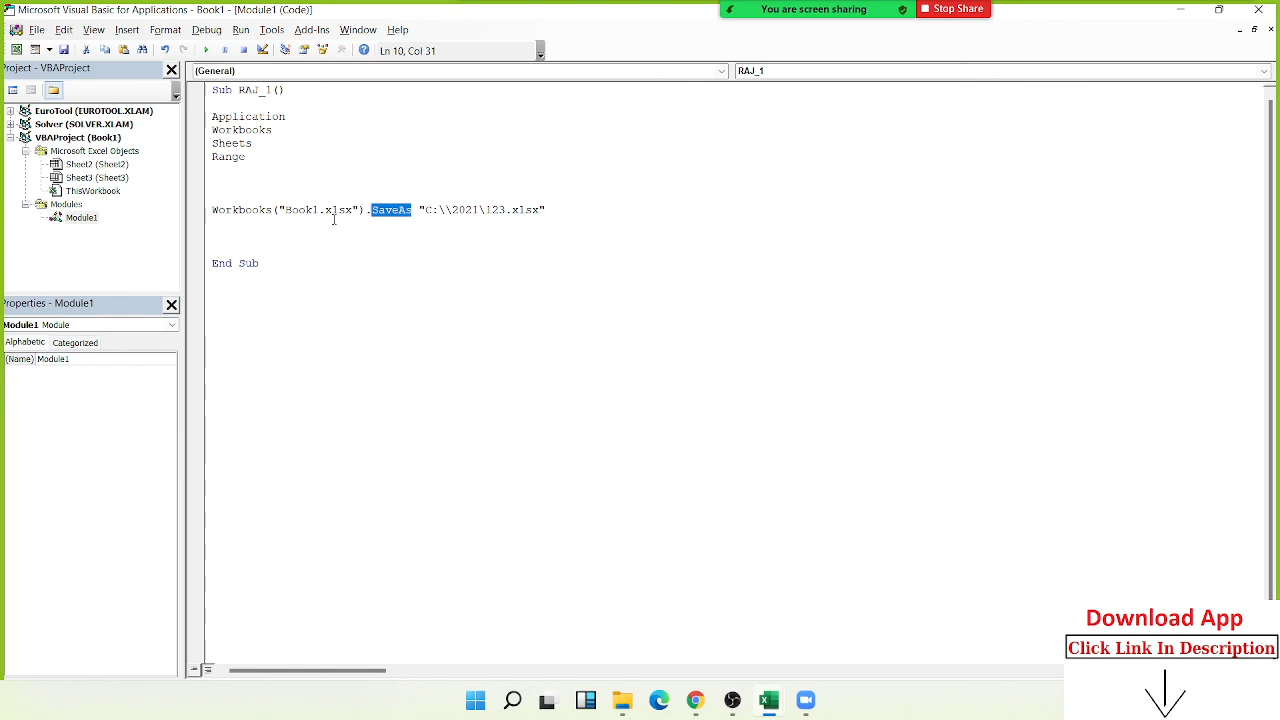 Microsoft Visual Basic for Applications - Book1 - [Module1 (Code)]
You are screen sharing
Stop Share
File Edit View Insert Format Debug Run Tools Add-Ins Window Help
Ln 10, Col 31
Project - VBAProject
(General)
RAJ_1
EuroTool (EUROTOOL.XLAM)
Solver (SOLVER.XLAM)
VBAProject (Book1)
Microsoft Excel Objects
Sheet2 (Sheet2)
Sheet3 (Sheet3)
ThisWorkbook
Modules
Module1
Sub RAJ_1()
Application
Workbooks
Sheets
Range
Workbooks("Book1.xlsx").SaveAs "C:\\2021\123.xlsx"
End Sub
Properties - Module1
Module1 Module
Alphabetic Categorized
(Name) Module1
Download App
Click Link In Description